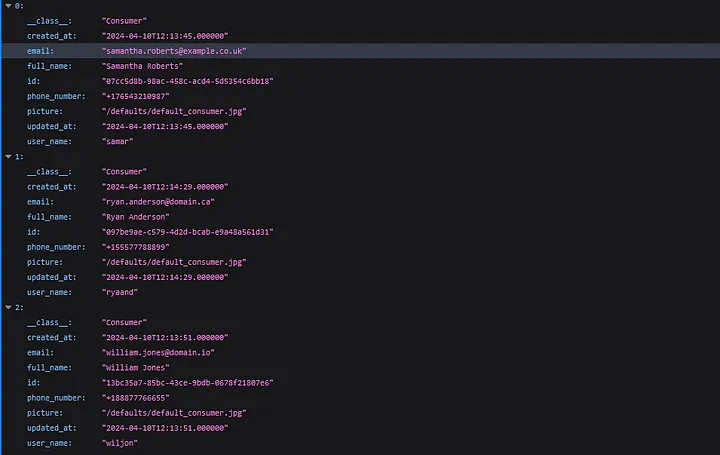 0:
__class__: "Consumer"
created_at: "2024-04-10T12:13:45.000000"
email: "samantha.roberts@example.co.uk"
full_name: "Samantha Roberts"
id: "07cc5d8b-98ac-458c-acd4-5d5354c6bb18"
phone_number: "+176543210987"
picture: "/defaults/default_consumer.jpg"
updated_at: "2024-04-10T12:13:45.000000"
user_name: "samar"
1:
__class__: "Consumer"
created_at: "2024-04-10T12:14:29.000000"
email: "ryan.anderson@domain.ca"
full_name: "Ryan Anderson"
id: "097be9ae-c579-4d2d-bcab-e9a48a561d31"
phone_number: "+155577788899"
picture: "/defaults/default_consumer.jpg"
updated_at: "2024-04-10T12:14:29.000000"
user_name: "ryaand"
2:
__class__: "Consumer"
created_at: "2024-04-10T12:13:51.000000"
email: "william.jones@domain.io"
full_name: "William Jones"
id: "13bc35a7-85bc-43ce-9bdb-0678f21807e6"
phone_number: "+188877766655"
picture: "/defaults/default_consumer.jpg"
updated_at: "2024-04-10T12:13:51.000000"
user_name: "wiljon"